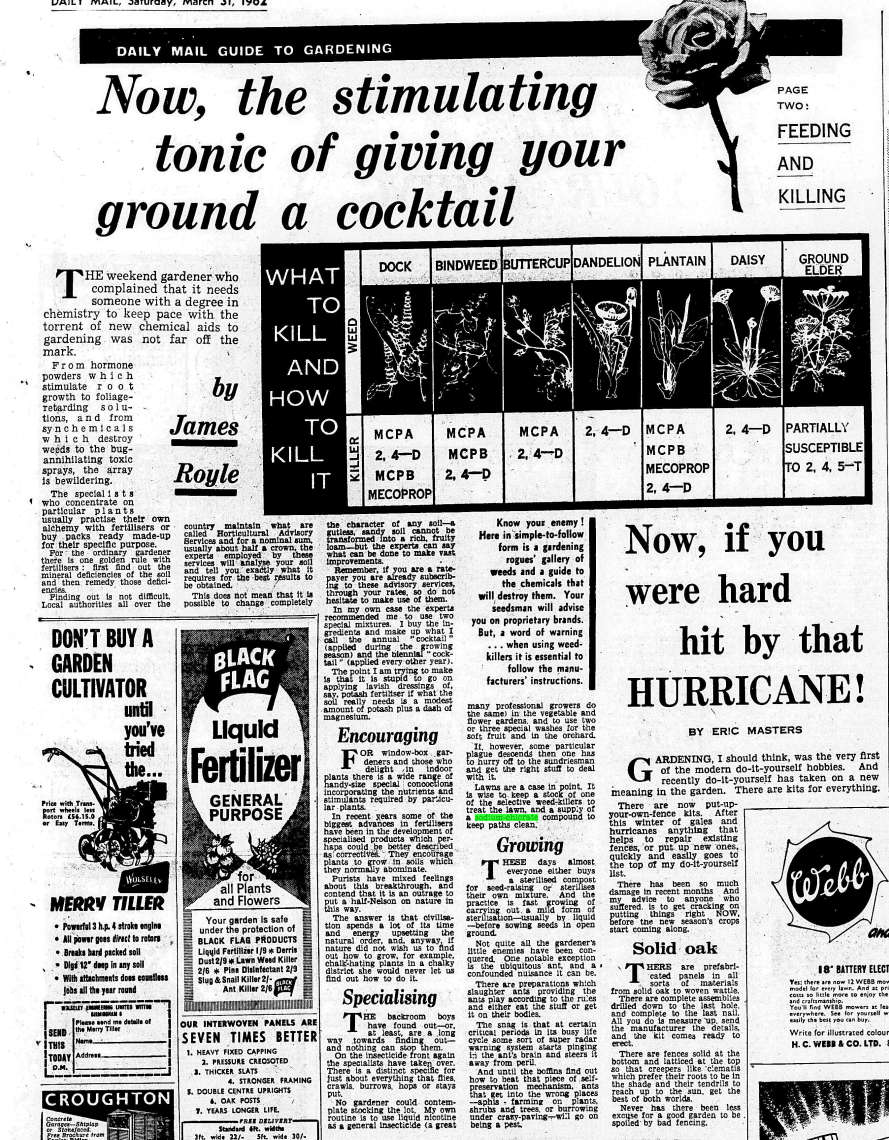 DAILY MAIL, Saturday, March 31, 1962
DAILY MAIL GUIDE TO GARDENING
Now, the stimulating
tonic of giving your
ground a cocktail
PAGE
TWO:
FEEDING
AND
KILLING
THE weekend gardener who
complained that it needs
someone with a degree in
chemistry to keep pace with the
torrent of new chemical aids to
gardening was not far off the
mark.
From hormone
powders which
stimulate root
growth to foliage-
retarding solu-
tions, and from
synchemicals
which destroy
weeds to the bug-
annihilating toxic
sprays, the array
is bewildering.
The specialists
who concentrate on
particular plants
usually practise their own
alchemy with fertilisers or
buy packs ready made-up
for their specific purpose.
For the ordinary gardener
there is one golden rule with
fertilisers: first find out the
mineral deficiencies of the soil
and then remedy those defici-
encies.
Finding out is not difficult.
Local authorities all over the
by
James
Royle
WHAT
TO
KILL
AND
HOW
TO
KILL
IT
WEED
KILLER
DOCK
BINDWEED
BUTTERCUP
DANDELION
PLANTAIN
DAISY
GROUND
ELDER
MCPA
2, 4—D
MCPB
MECOPROP
MCPA
MCPB
2, 4—D
MCPA
2, 4—D
2, 4—D
MCPA
MCPB
MECOPROP
2, 4—D
2, 4—D
PARTIALLY
SUSCEPTIBLE
TO 2, 4, 5—T
country maintain what are
called Horticultural Advisory
Services and for a nominal sum,
usually about half a crown, the
experts employed by these
services will analyse your soil
and tell you exactly what it
requires for the best results to
be obtained.
This does not mean that it is
possible to change completely
the character of any soil—a
gutless, sandy soil cannot be
transformed into a rich, fruity
loam—but the experts can say
what can be done to make vast
improvements.
Remember, if you are a rate-
payer you are already subscrib-
ing to these advisory services,
through your rates, so do not
hesitate to make use of them.
In my own case the experts
recommended me to use two
special mixtures. I buy the in-
gredients and make up what I
call the annual "cocktail"
(applied during the growing
season) and the biennial "cock-
tail" (applied every other year).
The point I am trying to make
is that it is stupid to go on
applying lavish dressings of,
say, potash fertiliser if what the
soil really needs is a modest
amount of potash plus a dash of
magnesium.
Encouraging
FOR window-box gar-
deners and those who
delight in indoor
plants there is a wide range of
handy-size special concoctions
incorporating the nutrients and
stimulants required by particu-
lar plants.
In recent years some of the
biggest advances in fertilisers
have been in the development of
specialised products which per-
haps could be better described
as correctives. They encourage
plants to grow in soils which
they normally abominate.
Purists have mixed feelings
about this breakthrough, and
contend that it is an outrage to
put a half-Nelson on nature in
this way.
The answer is that civilisa-
tion spends a lot of its time
and energy upsetting the
natural order, and, anyway, if
nature did not wish us to find
out how to grow, for example,
chalk-hating plants in a chalky
district she would never let us
find out how to do it.
Specialising
THE backroom boys
have found out—or,
at least, are a long
way towards finding out—
and nothing can stop them.
On the insecticide front again
the specialists have taken over.
There is a distinct specific for
just about everything that flies,
crawls, burrows, hops or stays
put.
No gardener could contem-
plate stocking the lot. My own
routine is to use liquid nicotine
as a general insecticide (a great
Know your enemy!
Here in simple-to-follow
form is a gardening
rogues' gallery of
weeds and a guide to
the chemicals that
will destroy them. Your
seedsman will advise
you on proprietary brands.
But, a word of warning
... when using weed-
killers it is essential to
follow the manu-
facturers' instructions.
many professional growers do
the same) in the vegetable and
flower gardens, and to use two
or three special washes for the
soft fruit and in the orchard.
If, however, some particular
plague descends then one has
to hurry off to the sundriesman
and get the right stuff to deal
with it.
Lawns are a case in point. It
is wise to keep a stock of one
of the selective weed-killers to
treat the lawn, and a supply of
a sodium-chlorate compound to
keep paths clean.
Growing
THESE days almost
everyone either buys
a sterilised compost
for seed-raising or sterilises
their own mixture. And the
practice is fast growing of
carrying out a mild form of
sterilisation—usually by liquid
—before sowing seeds in open
ground.
Not quite all the gardener's
little enemies have been con-
quered. One notable exception
is the ubiquitous ant, and a
confounded nuisance it can be.
There are preparations which
slaughter ants providing the
ants play according to the rules
and either eat the stuff or get
it on their bodies.
The snag is that at certain
critical periods in its busy life
cycle some sort of super radar
warning system starts pinging
in the ant's brain and steers it
away from peril.
And until the boffins find out
how to beat that piece of self-
preservation mechanism, ants
that get into the wrong places
—aphis - farming on plants,
shrubs and trees, or burrowing
under crazy-paving—will go on
being a pest.
Now, if you
were hard
hit by that
HURRICANE!
BY ERIC MASTERS
GARDENING, I should think, was the very first
of the modern do-it-yourself hobbies. And
recently do-it-yourself has taken on a new
meaning in the garden. There are kits for everything.
There are now put-up-
your-own-fence kits. After
this winter of gales and
hurricanes anything that
helps to repair existing
fences, or put up new ones,
quickly and easily goes to
the top of my do-it-yourself
list.
There has been so much
damage in recent months. And
my advice to anyone who
suffered is to get cracking on
putting things right NOW,
before the new season's crops
start coming along.
Solid oak
THERE are prefabri-
cated panels in all
sorts of materials
from solid oak to woven wattle.
There are complete assemblies
drilled down to the last hole,
and complete to the last nail.
All you do is measure up, send
the manufacturer the details,
and the kit comes ready to
erect.
There are fences solid at the
bottom and latticed at the top
so that creepers like clematis
which prefer their roots to be in
the shade and their tendrils to
reach up to the sun, get the
best of both worlds.
Never has there been less
excuse for a good garden to be
spoiled by bad fencing.
DON'T BUY A
GARDEN
CULTIVATOR
until
you've
tried
the...
Price with Trans-
port wheels less
Rotors £56.15.0
or Easy Terms.
WOLSELEY
MERRY TILLER
• Powerful 3 h.p. 4 stroke engine
• All power goes direct to rotors
• Breaks hard packed soil
• Digs 12" deep in any soil
• With attachments does countless
jobs all the year round
WOLSELEY ENGINEERING LIMITED WITTON
BIRMINGHAM 6
SEND
THIS
TODAY
D.M.
Please send me details of
the Merry Tiller
Name
Address
CROUGHTON
Concrete
Garages—Shiplap
or Stonefaced.
Free Brochure from
BLACK
FLAG
Liquid
Fertilizer
GENERAL
PURPOSE
for
all Plants
and Flowers
Your garden is safe
under the protection of
BLACK FLAG PRODUCTS
Liquid Fertilizer 1/9 * Derris
Dust 2/9 * Lawn Weed Killer
2/6 * Pine Disinfectant 2/9
Slug & Snail Killer 2/-
Ant Killer 2/6
BLACK
FLAG
OUR INTERWOVEN PANELS ARE
SEVEN TIMES BETTER
1. HEAVY FIXED CAPPING
2. PRESSURE CREOSOTED
3. THICKER SLATS
4. STRONGER FRAMING
5. DOUBLE CENTRE UPRIGHTS
6. OAK POSTS
7. YEARS LONGER LIFE.
FREE DELIVERY
Standard 6ft. widths
3ft. wide 22/- 5ft. wide 30/-
Webb
and
18" BATTERY ELECT
Yes; there are now 12 WEBB mow
model for every lawn. And at pri
costs so little more to enjoy the
and craftsmanship.
You'll find WEBB mowers at lea
everywhere. See for yourself w
easily the best you can buy.
Write for illustrated colou
H. C. WEBB & CO. LTD.